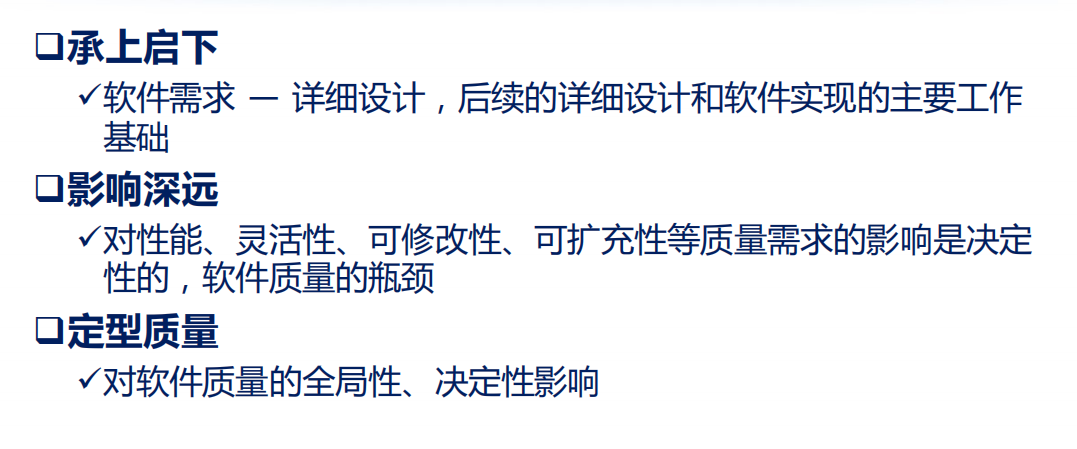 ❑承上启下
✓软件需求 — 详细设计，后续的详细设计和软件实现的主要工作
基础
❑影响深远
✓对性能、灵活性、可修改性、可扩充性等质量需求的影响是决定
性的，软件质量的瓶颈
❑定型质量
✓对软件质量的全局性、决定性影响